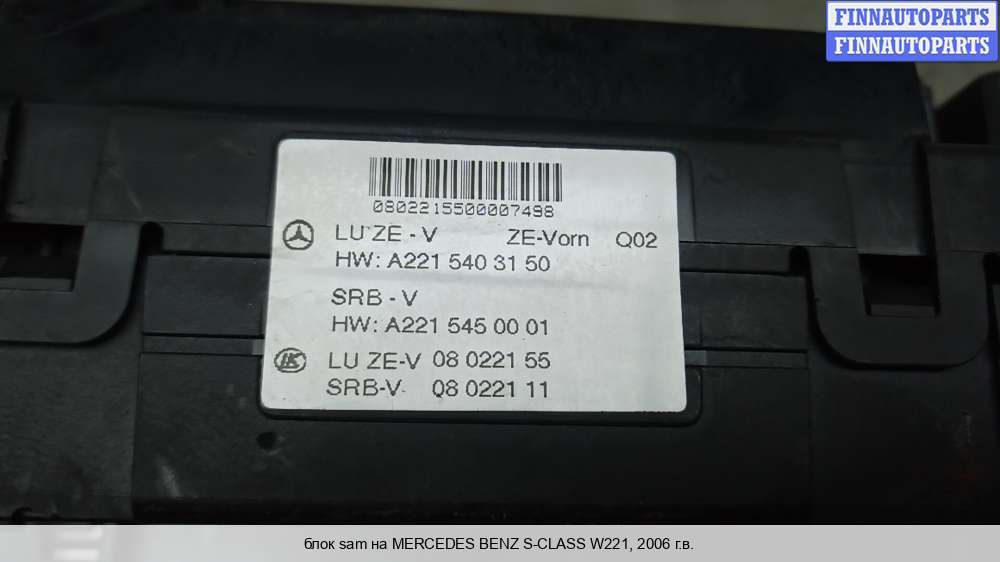 FINNAUTOPARTS
FINNAUTOPARTS
0802215500007498
LU ZE - V ZE-Vorn Q02
HW: A221 540 31 50
SRB - V
HW: A221 545 00 01
LK LU ZE-V 08 0221 55
SRB-V 08 0221 11
блок sam на MERCEDES BENZ S-CLASS W221, 2006 г.в.